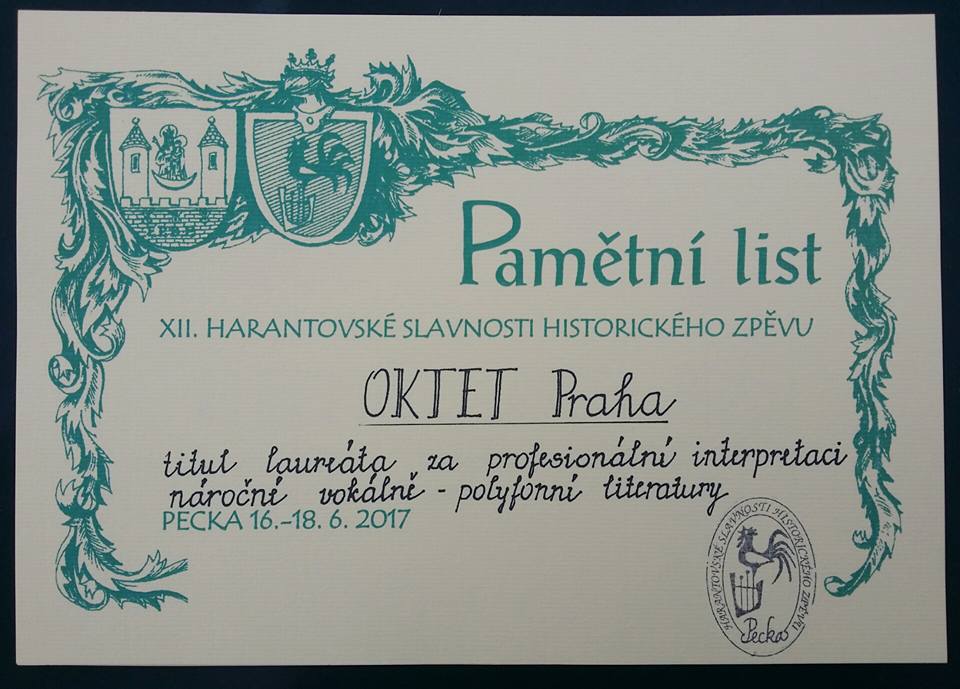 Pamětní list
XII. HARANTOVSKÉ SLAVNOSTI HISTORICKÉHO ZPĚVU
OKTET Praha
titul laureáta za profesionální interpretaci
náročné vokálně - polyfonní literatury
PECKA 16.-18. 6. 2017
HARANTOVSKÉ SLAVNOSTI HISTORICKÉHO ZPĚVU
Pecka